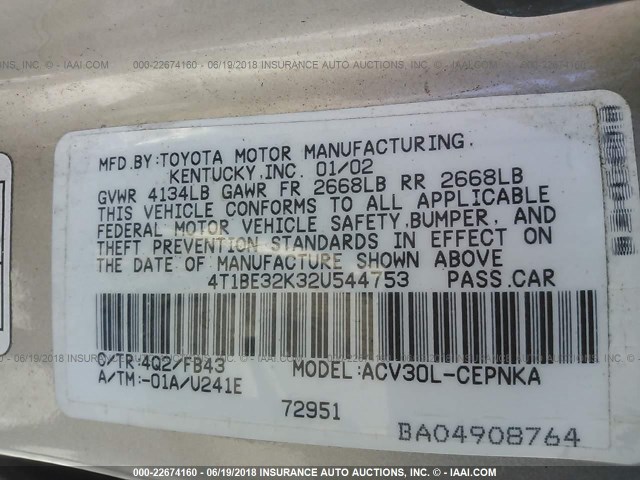 000-22674160 - 06/19/2018 INSURANCE AUTO AUCTIONS, INC. - IAAI.COM
MFD.BY:TOYOTA MOTOR MANUFACTURING,
KENTUCKY,INC. 01/02
GVWR 4134LB GAWR FR 2668LB RR 2668LB
THIS VEHICLE CONFORMS TO ALL APPLICABLE
FEDERAL MOTOR VEHICLE SAFETY,BUMPER, AND
THEFT PREVENTION STANDARDS IN EFFECT ON
THE DATE OF MANUFACTURE SHOWN ABOVE
4T1BE32K32U544753 PASS.CAR
C/TR:4Q2/FB43 MODEL:ACV30L-CEPNKA
A/TM:-01A/U241E
72951
BA04908764
000-22674160 - 06/19/2018 INSURANCE AUTO AUCTIONS, INC. - IAAI.COM